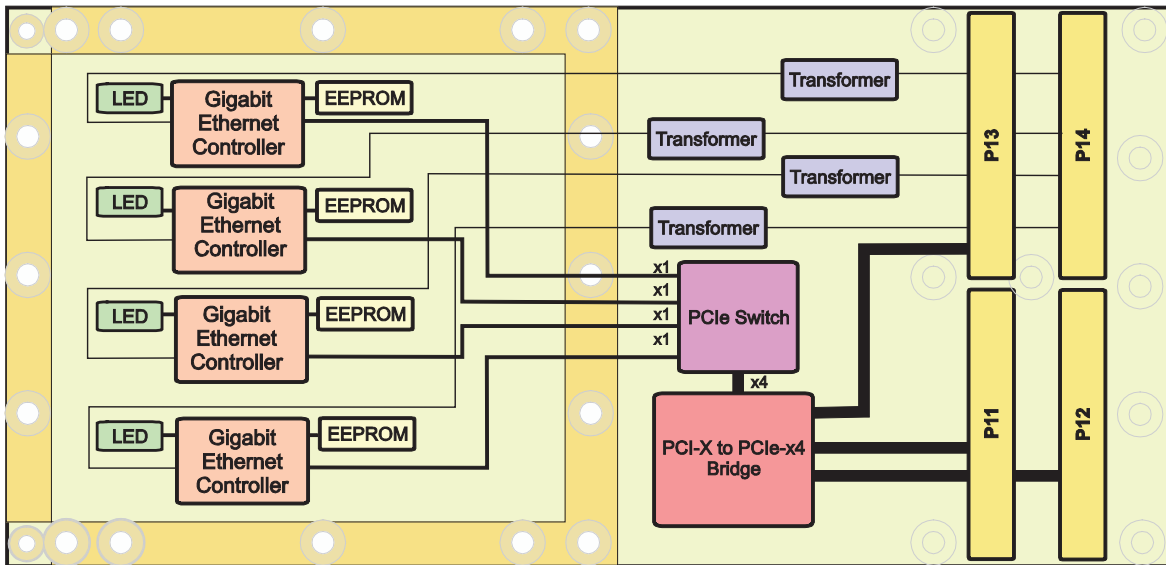 LED
Gigabit
Ethernet
Controller
EEPROM
LED
Gigabit
Ethernet
Controller
EEPROM
LED
Gigabit
Ethernet
Controller
EEPROM
LED
Gigabit
Ethernet
Controller
EEPROM
Transformer
Transformer
Transformer
Transformer
x1
x1
x1
x1
PCIe Switch
x4
PCI-X to PCIe-x4
Bridge
P13
P14
P11
P12